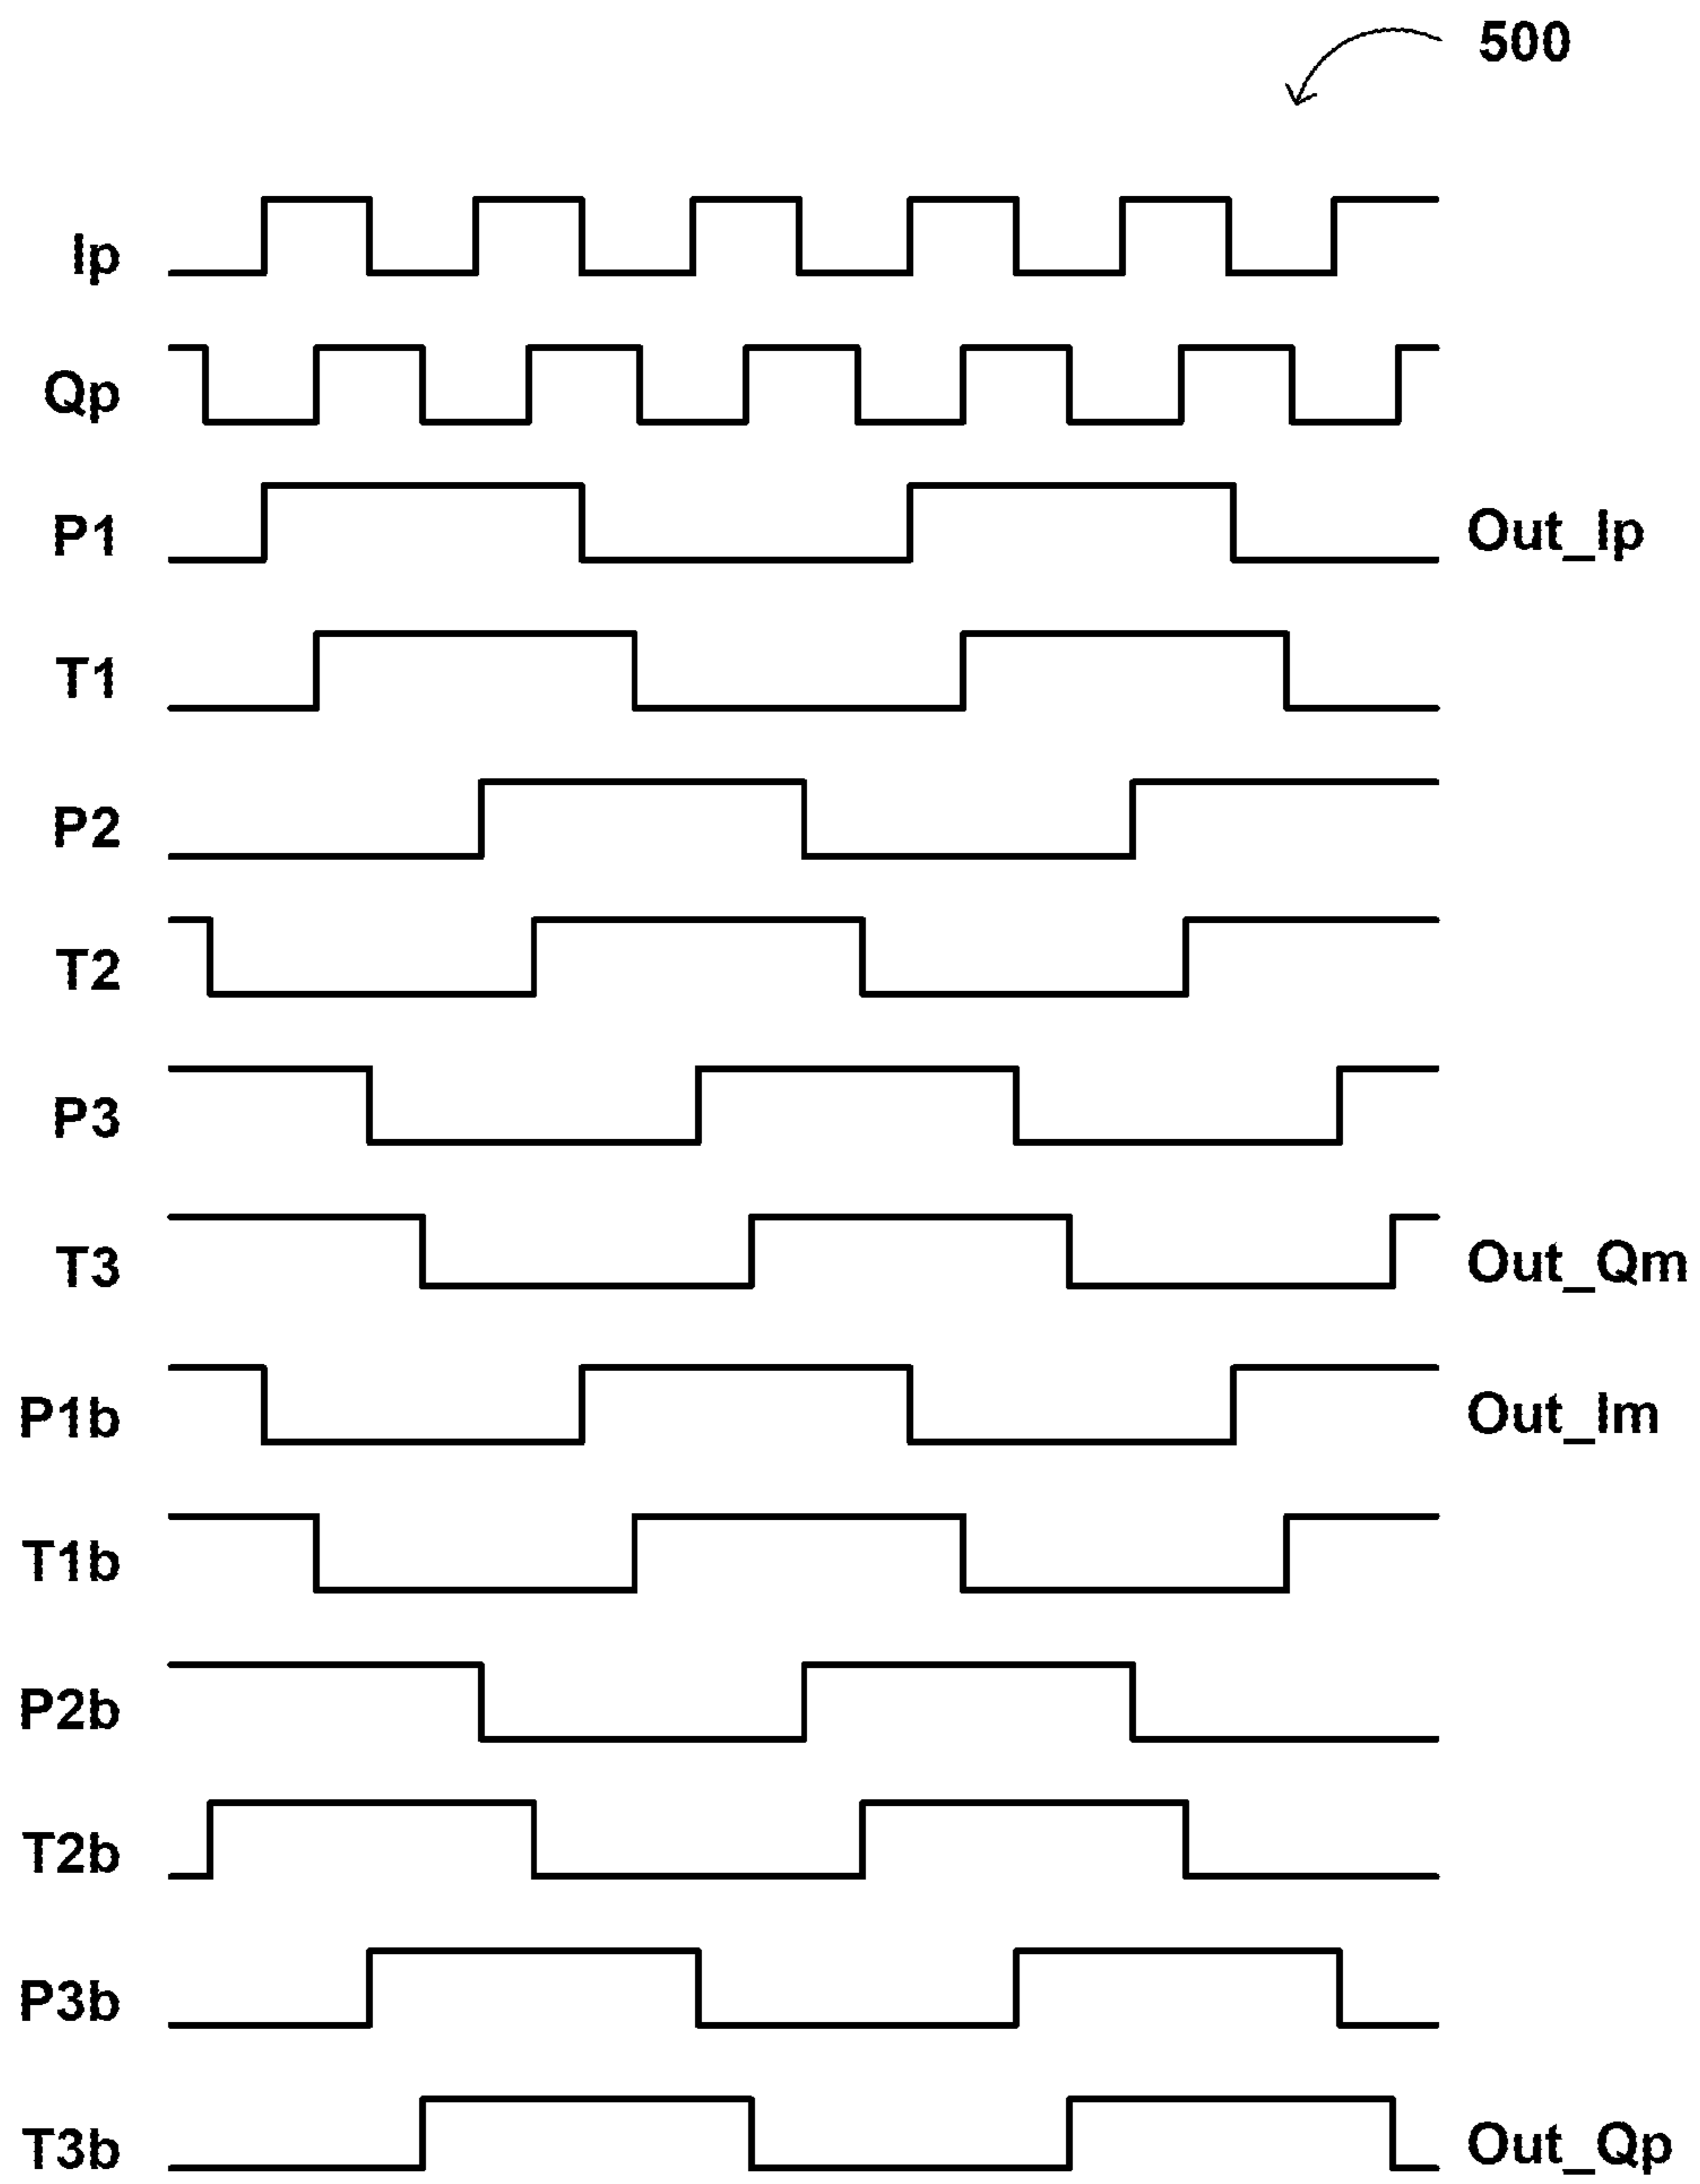 500
Ip
Qp
P1 Out_Ip
T1
P2
T2
P3
T3 Out_Qm
P1b Out_Im
T1b
P2b
T2b
P3b
T3b Out_Qp